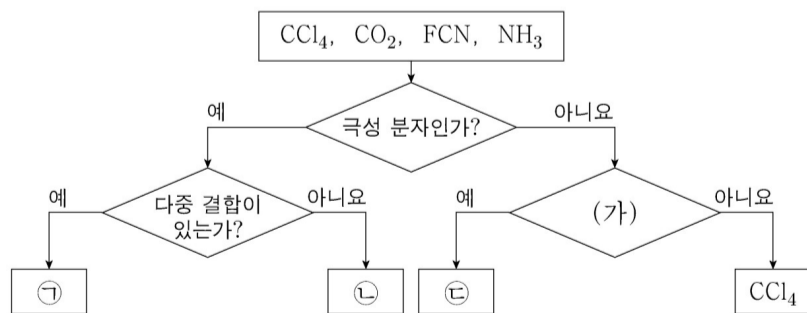 CCl₄, CO₂, FCN, NH₃
극성 분자인가?
예
아니요
다중 결합이
있는가?
예
아니요
(가)
예
아니요
㉠
㉡
㉢
CCl₄